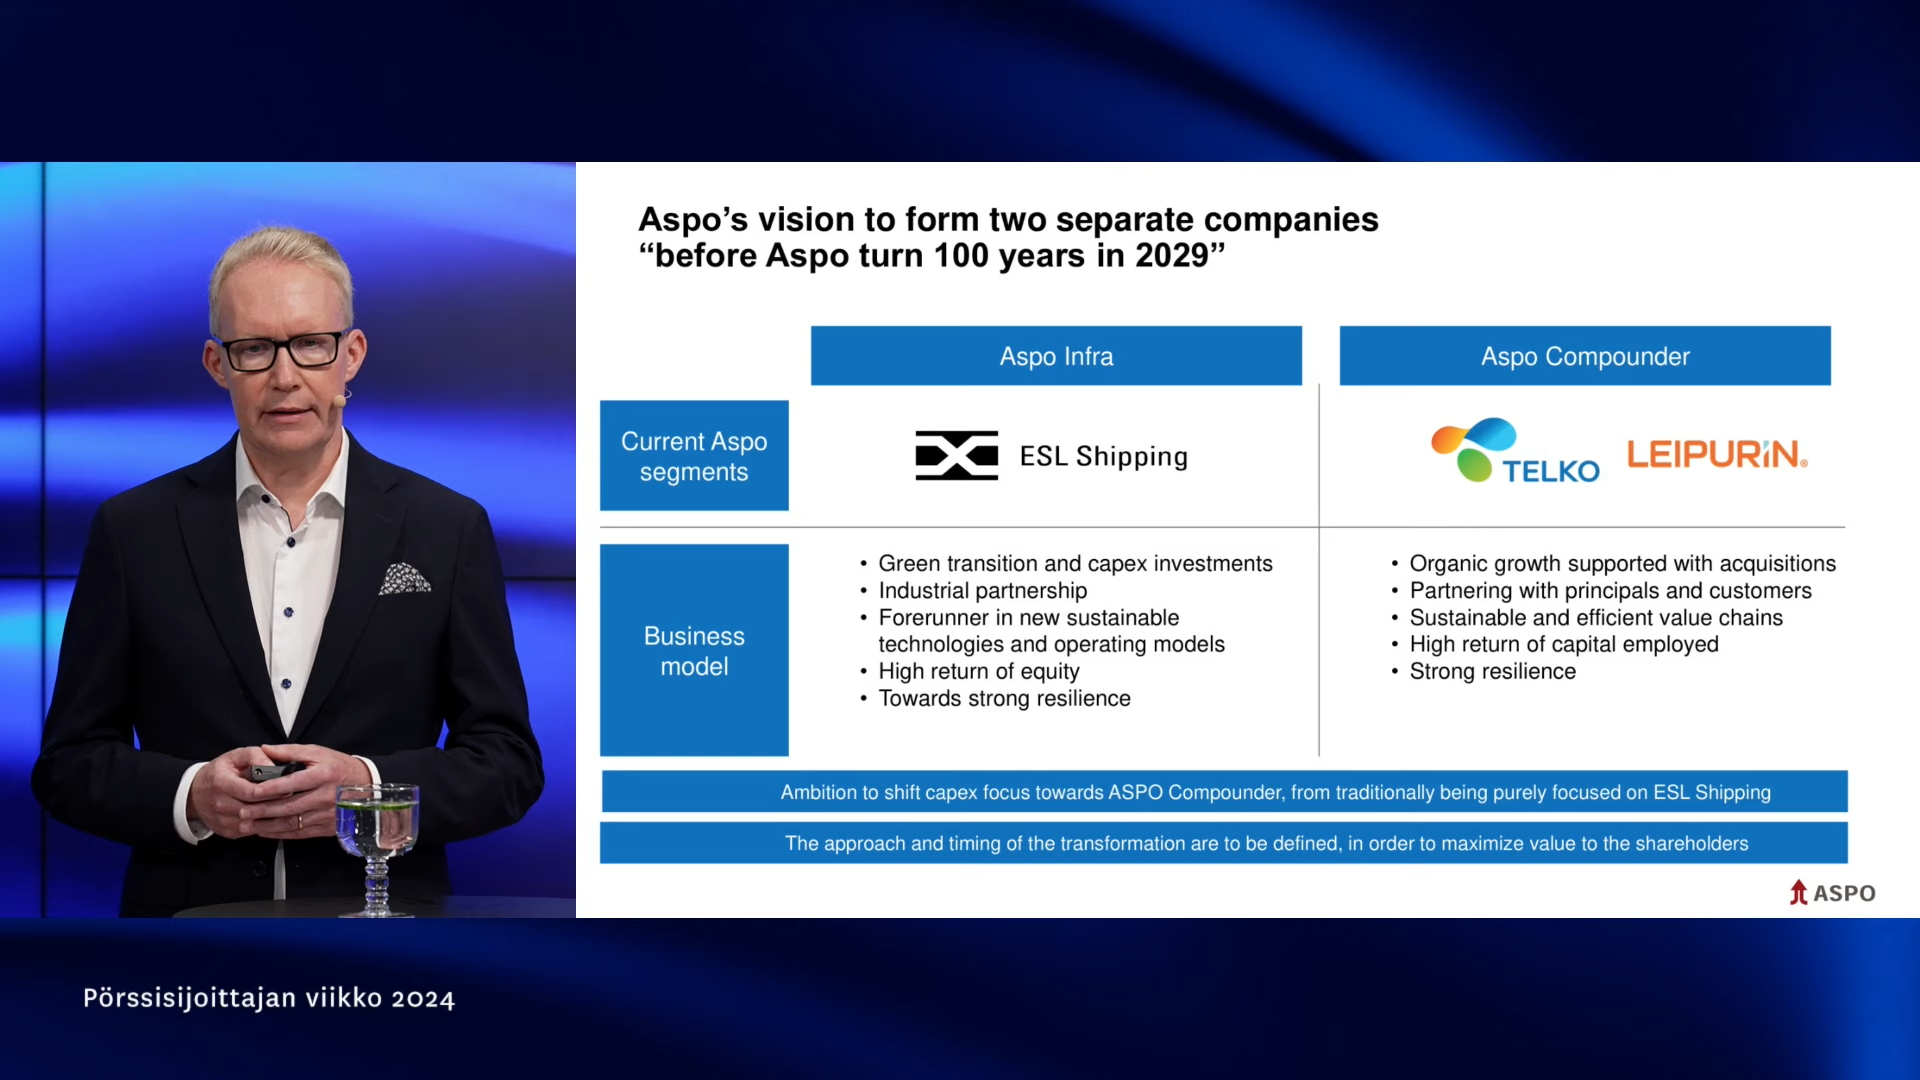 Aspo’s vision to form two separate companies
“before Aspo turn 100 years in 2029”
Aspo Infra
Aspo Compounder
Current Aspo
segments
ESL Shipping
TELKO
LEIPURIN®
Business
model
• Green transition and capex investments
• Industrial partnership
• Forerunner in new sustainable
technologies and operating models
• High return of equity
• Towards strong resilience
• Organic growth supported with acquisitions
• Partnering with principals and customers
• Sustainable and efficient value chains
• High return of capital employed
• Strong resilience
Ambition to shift capex focus towards ASPO Compounder, from traditionally being purely focused on ESL Shipping
The approach and timing of the transformation are to be defined, in order to maximize value to the shareholders
ASPO
Pörssisijoittajan viikko 2024